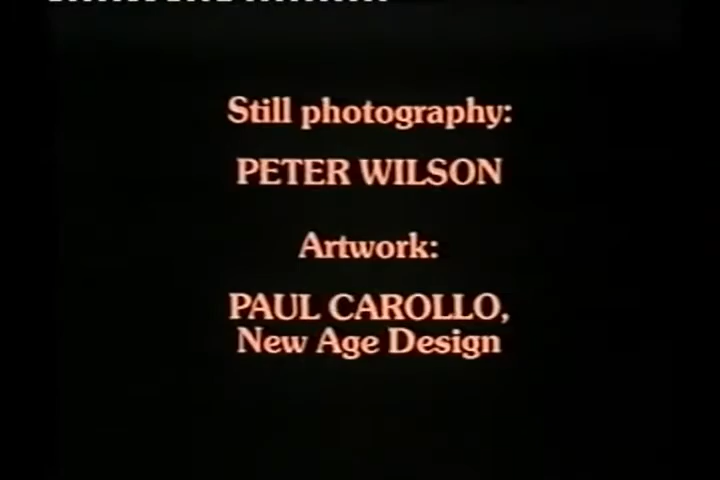 Still photography:
PETER WILSON
Artwork:
PAUL CAROLLO,
New Age Design